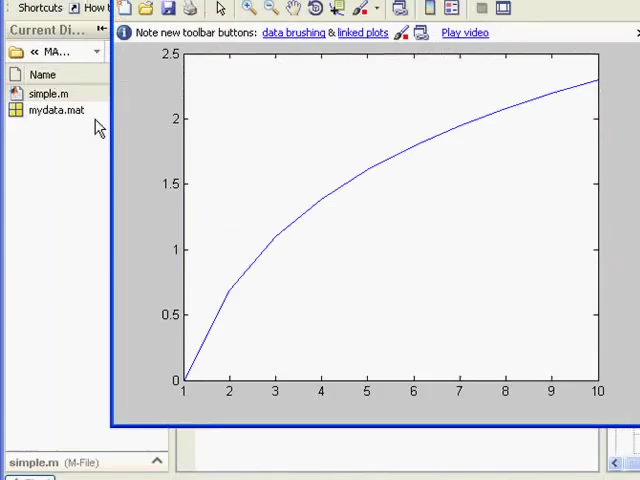 Shortcuts How t
Current Di...
Note new toolbar buttons: data brushing & linked plots Play video
« MA...
Name
simple.m
mydata.mat
2.5
2
1.5
1
0.5
0
1 2 3 4 5 6 7 8 9 10
simple.m (M-File)